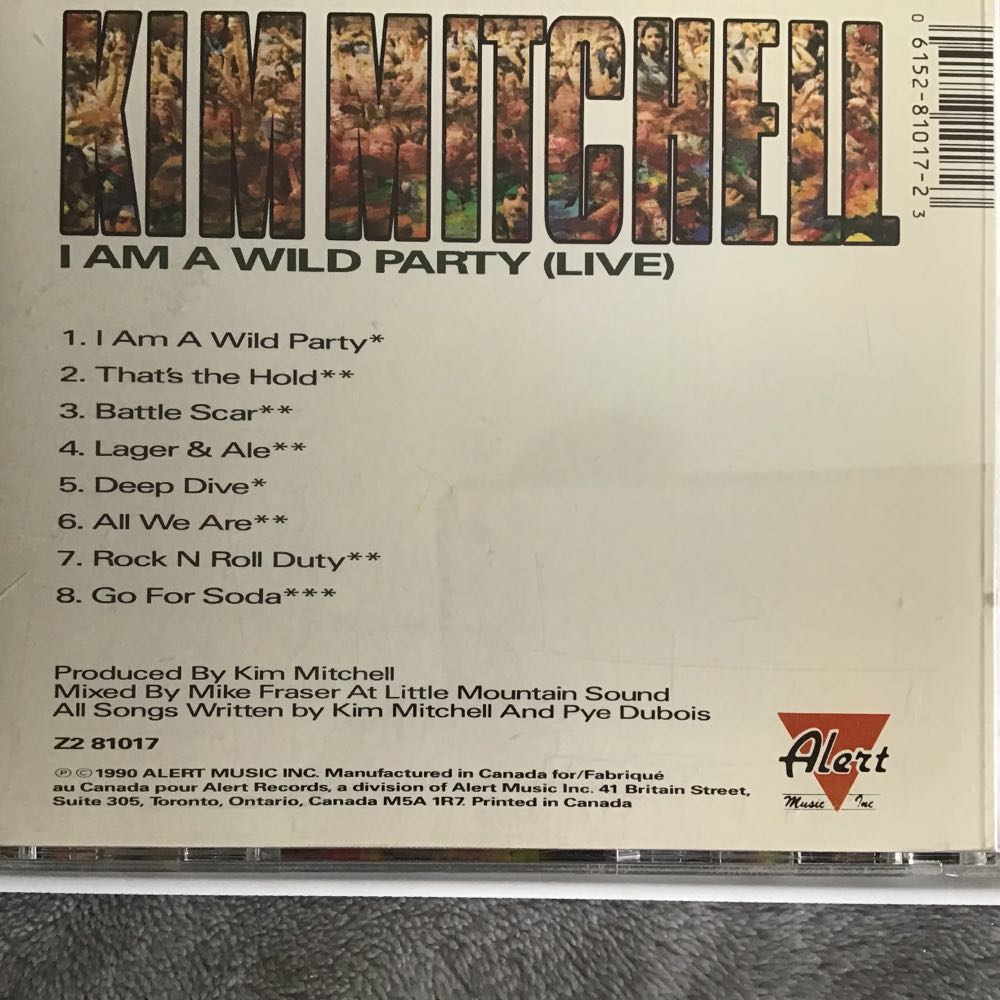 KIM MITCHELL
I AM A WILD PARTY (LIVE)
0 6152-81017-2 3
1. I Am A Wild Party*
2. That's the Hold**
3. Battle Scar**
4. Lager & Ale**
5. Deep Dive*
6. All We Are**
7. Rock N Roll Duty**
8. Go For Soda***
Produced By Kim Mitchell
Mixed By Mike Fraser At Little Mountain Sound
All Songs Written by Kim Mitchell And Pye Dubois
Z2 81017
℗©1990 ALERT MUSIC INC. Manufactured in Canada for/Fabriqué
au Canada pour Alert Records, a division of Alert Music Inc. 41 Britain Street,
Suite 305, Toronto, Ontario, Canada M5A 1R7. Printed in Canada
Alert
Music Inc